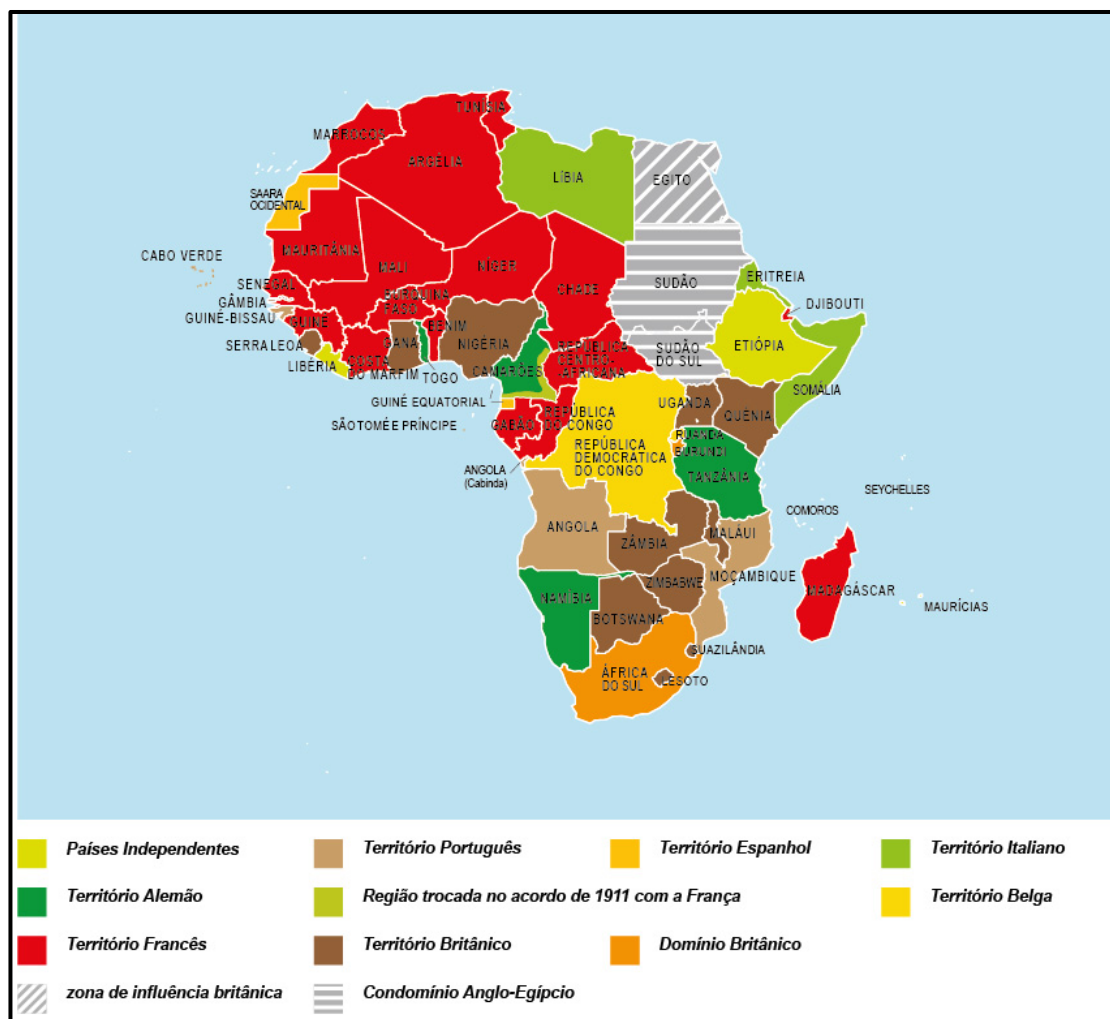 TUNÍSIA
MARROCOS
ARGÉLIA
LÍBIA
EGITO
SAARA
OCIDENTAL
CABO VERDE
MAURITÂNIA
MALI
NÍGER
CHADE
SUDÃO
ERITREIA
DJIBOUTI
SENEGAL
GÂMBIA
GUINÉ-BISSAU
GUINÉ
BURQUINA
FASO
BENIM
NIGÉRIA
SERRA LEOA
LIBÉRIA
COSTA
DO MARFIM
GANA
TOGO
CAMARÕES
REPÚBLICA
CENTRO-
AFRICANA
SUDÃO
DO SUL
ETIÓPIA
SOMÁLIA
GUINÉ EQUATORIAL
SÃO TOMÉ E PRÍNCIPE
GABÃO
REPÚBLICA
DO CONGO
UGANDA
QUÉNIA
RUANDA
BURUNDI
REPÚBLICA
DEMOCRÁTICA
DO CONGO
TANZÂNIA
ANGOLA
(Cabinda)
SEYCHELLES
COMOROS
ANGOLA
ZÂMBIA
MALÁUI
MOÇAMBIQUE
ZIMBABWE
MADAGÁSCAR
MAURÍCIAS
NAMÍBIA
BOTSWANA
SUAZILÂNDIA
ÁFRICA
DO SUL
LESOTO
Países Independentes
Território Português
Território Espanhol
Território Italiano
Território Alemão
Região trocada no acordo de 1911 com a França
Território Belga
Território Francês
Território Britânico
Domínio Britânico
zona de influência britânica
Condomínio Anglo-Egípcio